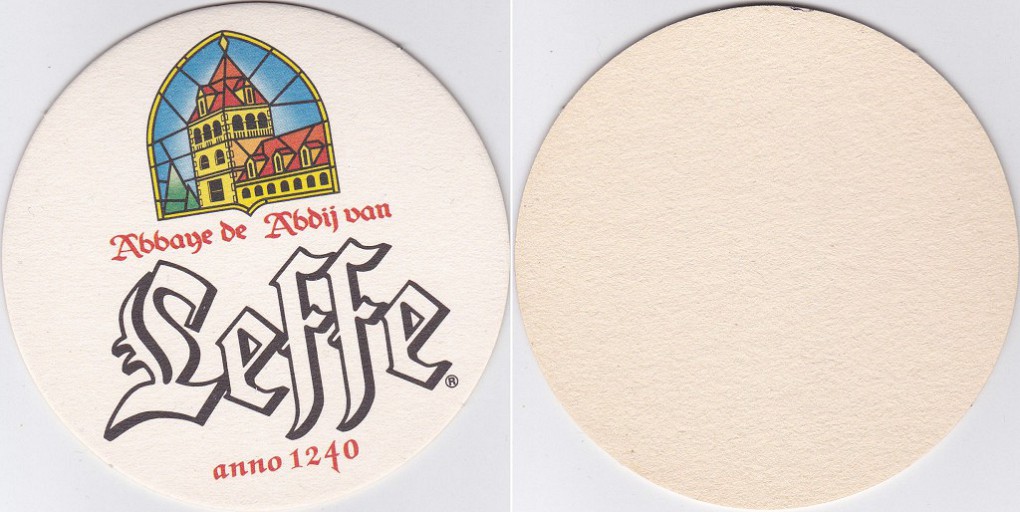 Abbaye de Abdij van
Leffe®
anno 1240